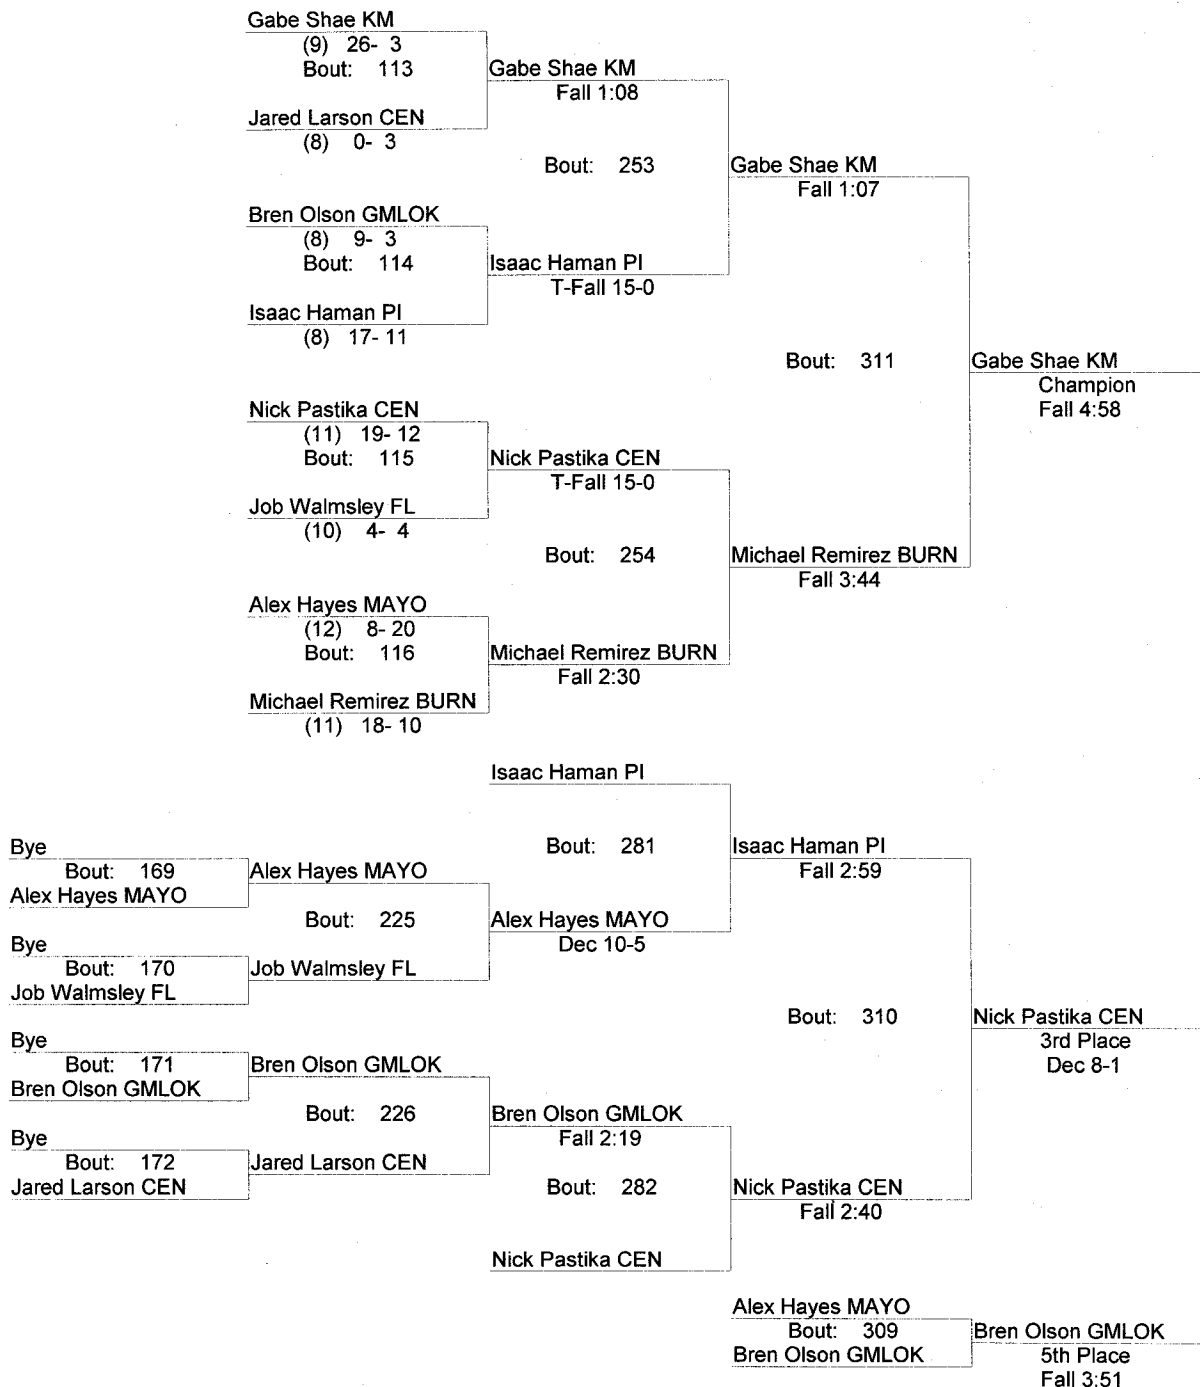 Gabe Shae KM
(9) 26- 3
Bout: 113
Gabe Shae KM
Fall 1:08
Jared Larson CEN
(8) 0- 3
Bout: 253
Gabe Shae KM
Fall 1:07
Bren Olson GMLOK
(8) 9- 3
Bout: 114
Isaac Haman PI
T-Fall 15-0
Isaac Haman PI
(8) 17- 11
Bout: 311
Gabe Shae KM
Champion
Fall 4:58
Nick Pastika CEN
(11) 19- 12
Bout: 115
Nick Pastika CEN
T-Fall 15-0
Job Walmsley FL
(10) 4- 4
Bout: 254
Michael Remirez BURN
Fall 3:44
Alex Hayes MAYO
(12) 8- 20
Bout: 116
Michael Remirez BURN
Fall 2:30
Michael Remirez BURN
(11) 18- 10
Isaac Haman PI
Bye
Bout: 169
Alex Hayes MAYO
Alex Hayes MAYO
Bout: 281
Isaac Haman PI
Fall 2:59
Bout: 225
Alex Hayes MAYO
Dec 10-5
Bye
Bout: 170
Job Walmsley FL
Job Walmsley FL
Bout: 310
Nick Pastika CEN
3rd Place
Dec 8-1
Bye
Bout: 171
Bren Olson GMLOK
Bren Olson GMLOK
Bout: 226
Bren Olson GMLOK
Fall 2:19
Bye
Bout: 172
Jared Larson CEN
Jared Larson CEN
Bout: 282
Nick Pastika CEN
Fall 2:40
Nick Pastika CEN
Alex Hayes MAYO
Bout: 309
Bren Olson GMLOK
Bren Olson GMLOK
5th Place
Fall 3:51